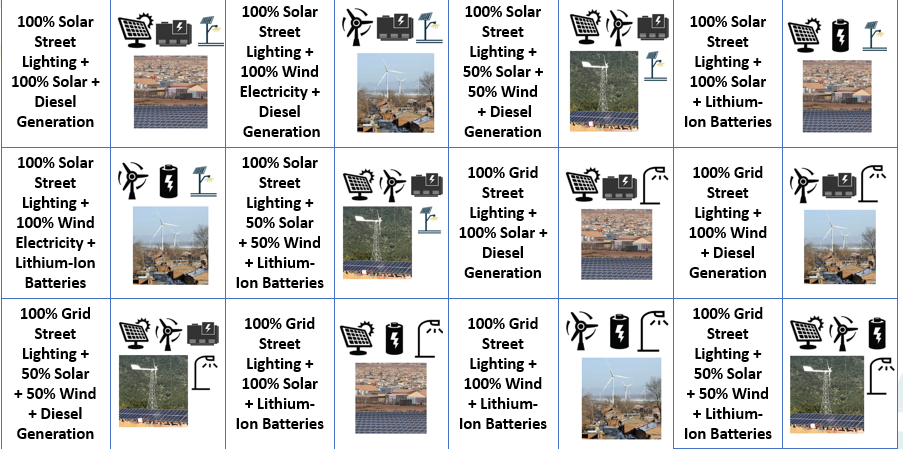 100% Solar
Street
Lighting +
100% Solar +
Diesel
Generation
100% Solar
Street
Lighting +
100% Wind
Electricity +
Diesel
Generation
100% Solar
Street
Lighting +
50% Solar +
50% Wind
+ Diesel
Generation
100% Solar
Street
Lighting +
100% Solar
+ Lithium-
Ion Batteries
100% Solar
Street
Lighting +
100% Wind
Electricity +
Lithium-Ion
Batteries
100% Solar
Street
Lighting +
50% Solar
+ 50% Wind
+ Lithium-
Ion Batteries
100% Grid
Street
Lighting +
100% Solar +
Diesel
Generation
100% Grid
Street
Lighting +
100% Wind
+ Diesel
Generation
100% Grid
Street
Lighting +
50% Solar
+ 50% Wind
+ Diesel
Generation
100% Grid
Street
Lighting +
100% Solar
+ Lithium-
Ion Batteries
100% Grid
Street
Lighting +
100% Wind
+ Lithium-
Ion Batteries
100% Grid
Street
Lighting +
50% Solar
+ 50% Wind
+ Lithium-
Ion Batteries